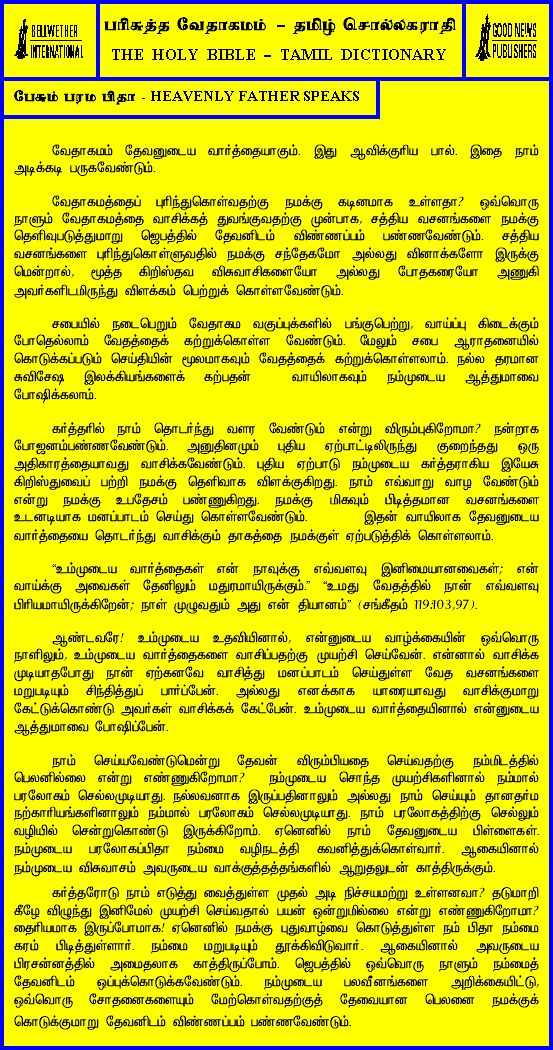 BELLWETHER
INTERNATIONAL
பரிசுத்த வேதாகமம் – தமிழ் சொல்லகராதி
THE HOLY BIBLE – TAMIL DICTIONARY
GOOD NEWS
PUBLISHERS
பேசும் பரம பிதா - HEAVENLY FATHER SPEAKS
வேதாகமம் தேவனுடைய வார்த்தையாகும். இது ஆவிக்குரிய பால். இதை நாம்
அடிக்கடி பருகவேண்டும்.
வேதாகமத்தைப் புரிந்துகொள்வதற்கு நமக்கு கடினமாக உள்ளதா? ஒவ்வொரு
நாளும் வேதாகமத்தை வாசிக்கத் துவங்குவதற்கு முன்பாக, சத்திய வசனங்களை நமக்கு
தெளிவுபடுத்துமாறு ஜெபத்தில் தேவனிடம் விண்ணப்பம் பண்ணவேண்டும். சத்திய
வசனங்களை புரிந்துகொள்ளுவதில் நமக்கு சந்தேகமோ அல்லது வினாக்களோ இருக்கு
மென்றால், மூத்த கிறிஸ்தவ விசுவாசிகளையோ அல்லது போதகரையோ அணுகி
அவர்களிடமிருந்து விளக்கம் பெற்றுக் கொள்ளவேண்டும்.
சபையில் நடைபெறும் வேதாகம வகுப்புக்களில் பங்குபெற்று, வாய்ப்பு கிடைக்கும்
போதெல்லாம் வேதத்தைக் கற்றுக்கொள்ள வேண்டும். மேலும் சபை ஆராதனையில்
கொடுக்கப்படும் செய்தியின் மூலமாகவும் வேதத்தைக் கற்றுக்கொள்ளலாம். நல்ல தரமான
சுவிசேஷ இலக்கியங்களைக் கற்பதன் வாயிலாகவும் நம்முடைய ஆத்துமாவை
போஷிக்கலாம்.
கர்த்தரில் நாம் தொடர்ந்து வளர வேண்டும் என்று விரும்புகிறோமா? நன்றாக
போஜனம்பண்ணவேண்டும். அனுதினமும் புதிய ஏற்பாட்டிலிருந்து குறைந்தது ஒரு
அதிகாரத்தையாவது வாசிக்கவேண்டும். புதிய ஏற்பாடு நம்முடைய கர்த்தராகிய இயேசு
கிறிஸ்துவைப் பற்றி நமக்கு தெளிவாக விளக்குகிறது. நாம் எவ்வாறு வாழ வேண்டும்
என்று நமக்கு உபதேசம் பண்ணுகிறது. நமக்கு மிகவும் பிடித்தமான வசனங்களை
உடனடியாக மனப்பாடம் செய்து கொள்ளவேண்டும். இதன் வாயிலாக தேவனுடைய
வார்த்தையை தொடர்ந்து வாசிக்கும் தாகத்தை நமக்குள் ஏற்படுத்திக் கொள்ளலாம்.
“உம்முடைய வார்த்தைகள் என் நாவுக்கு எவ்வளவு இனிமையானவைகள்; என்
வாய்க்கு அவைகள் தேனிலும் மதுரமாயிருக்கும்.” “உமது வேதத்தில் நான் எவ்வளவு
பிரியமாயிருக்கிறேன்; நாள் முழுவதும் அது என் தியானம்” (சங்கீதம் 119:103,97).
ஆண்டவரே! உம்முடைய உதவியினால், என்னுடைய வாழ்க்கையின் ஒவ்வொரு
நாளிலும், உம்முடைய வார்த்தைகளை வாசிப்பதற்கு முயற்சி செய்வேன். என்னால் வாசிக்க
முடியாதபோது நான் ஏற்கனவே வாசித்து மனப்பாடம் செய்துள்ள வேத வசனங்களை
மறுபடியும் சிந்தித்துப் பார்ப்பேன். அல்லது எனக்காக யாரையாவது வாசிக்குமாறு
கேட்டுக்கொண்டு அவர்கள் வாசிக்கக் கேட்பேன். உம்முடைய வார்த்தையினால் என்னுடைய
ஆத்துமாவை போஷிப்பேன்.
நாம் செய்யவேண்டுமென்று தேவன் விரும்பியதை செய்வதற்கு நம்மிடத்தில்
பெலனில்லை என்று எண்ணுகிறோமா? நம்முடைய சொந்த முயற்சிகளினால் நம்மால்
பரலோகம் செல்லமுடியாது. நல்லவனாக இருப்பதினாலும் அல்லது நாம் செய்யும் தானதர்ம
நற்காரியங்களினாலும் நம்மால் பரலோகம் செல்லமுடியாது. நாம் பரலோகத்திற்கு செல்லும்
வழியில் சென்றுகொண்டு இருக்கிறோம். ஏனெனில் நாம் தேவனுடைய பிள்ளைகள்.
நம்முடைய பரலோகப்பிதா நம்மை வழிநடத்தி கவனித்துக்கொள்வார். ஆகையினால்
நம்முடைய விசுவாசம் அவருடைய வாக்குத்தத்தங்களில் ஆறுதலுடன் காத்திருக்கும்.
கர்த்தரோடு நாம் எடுத்து வைத்துள்ள முதல் அடி நிச்சயமற்று உள்ளனவா? தடுமாறி
கீழே விழுந்து இனிமேல் முயற்சி செய்வதால் பயன் ஒன்றுமில்லை என்று எண்ணுகிறோமா?
தைரியமாக இருப்போமாக! ஏனெனில் நமக்கு புதுவாழ்வை கொடுத்துள்ள நம் பிதா நம்மை
கரம் பிடித்துள்ளார். நம்மை மறுபடியும் தூக்கிவிடுவார். ஆகையினால் அவருடைய
பிரசன்னத்தில் அமைதலாக காத்திருப்போம். ஜெபத்தில் ஒவ்வொரு நாளும் நம்மைத்
தேவனிடம் ஒப்புக்கொடுக்கவேண்டும். நம்முடைய பலவீனங்களை அறிக்கையிட்டு,
ஒவ்வொரு சோதனைகளையும் மேற்கொள்வதற்குத் தேவையான பெலனை நமக்குக்
கொடுக்குமாறு தேவனிடம் விண்ணப்பம் பண்ணவேண்டும்.